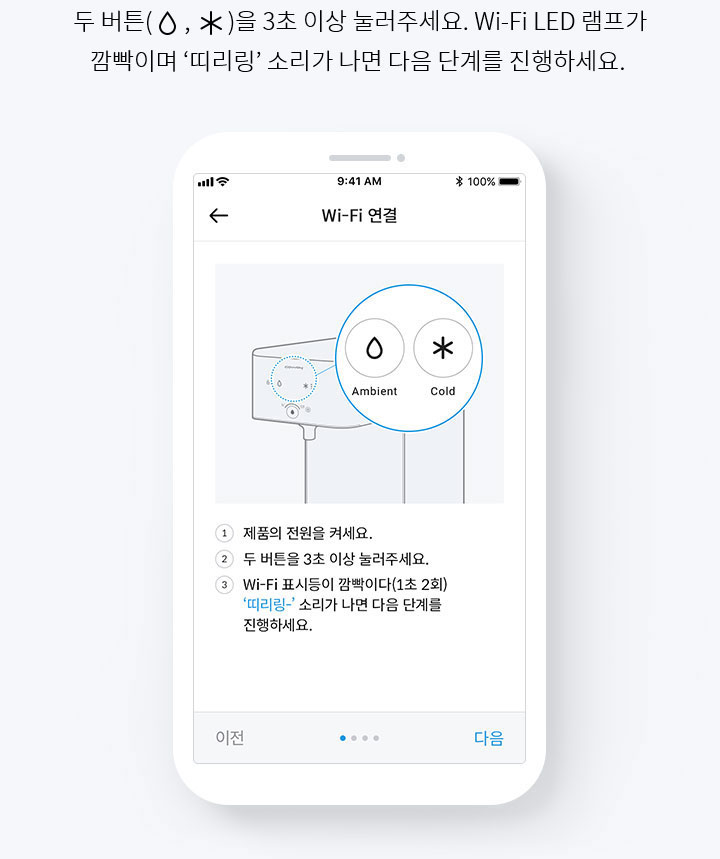 두 버튼( , )을 3초 이상 눌러주세요. Wi-Fi LED 램프가
깜빡이며 ‘띠리링’ 소리가 나면 다음 단계를 진행하세요.
9:41 AM
100%
Wi-Fi 연결
Ambient
Cold
1 제품의 전원을 켜세요.
2 두 버튼을 3초 이상 눌러주세요.
3 Wi-Fi 표시등이 깜빡이다(1초 2회)
‘띠리링-’ 소리가 나면 다음 단계를
진행하세요.
이전
다음